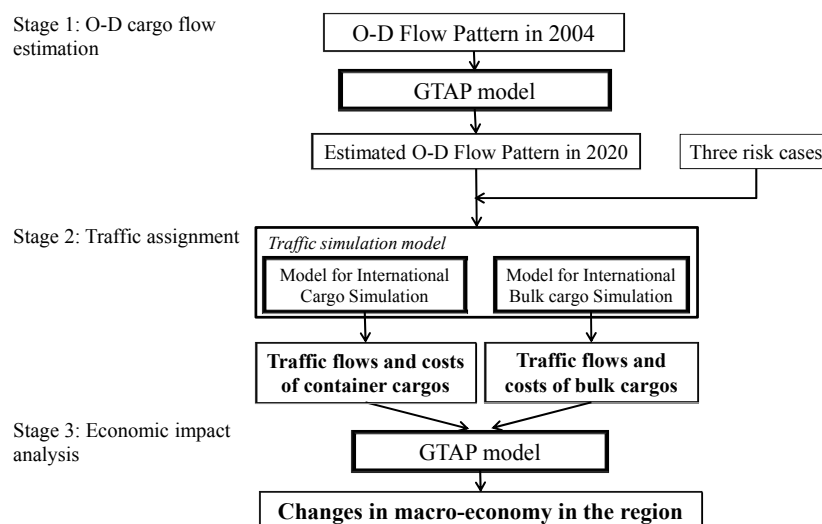 Stage 1: O-D cargo flow
estimation
O-D Flow Pattern in 2004
GTAP model
Estimated O-D Flow Pattern in 2020
Three risk cases
Stage 2: Traffic assignment
Traffic simulation model
Model for International
Cargo Simulation
Model for International
Bulk cargo Simulation
Traffic flows and costs
of container cargos
Traffic flows and
costs of bulk cargos
Stage 3: Economic impact
analysis
GTAP model
Changes in macro-economy in the region